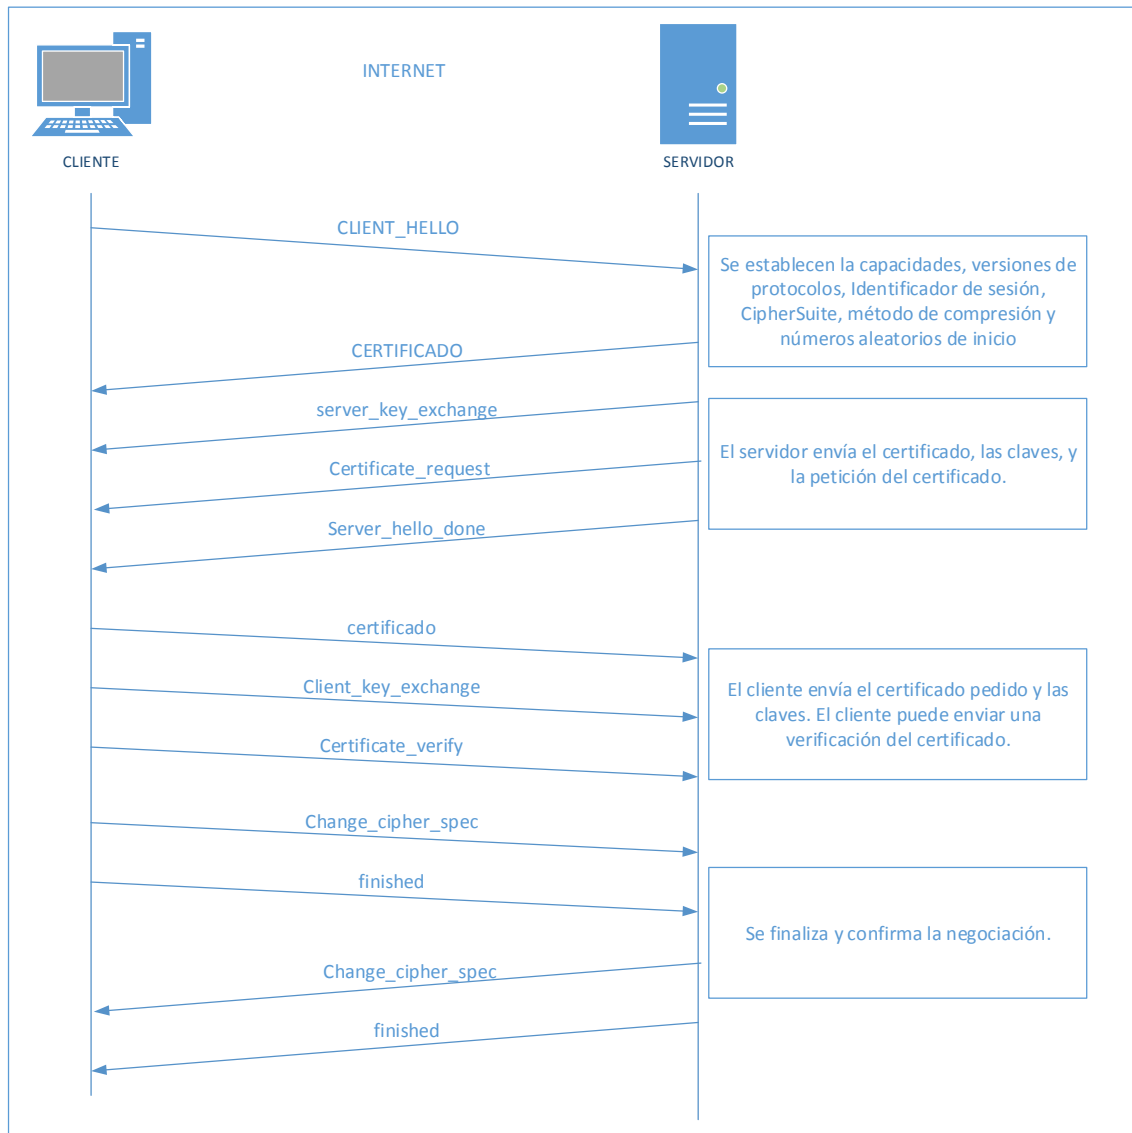 INTERNET
CLIENTE
SERVIDOR
CLIENT_HELLO
Se establecen la capacidades, versiones de
protocolos, Identificador de sesión,
CipherSuite, método de compresión y
números aleatorios de inicio
CERTIFICADO
server_key_exchange
Certificate_request
El servidor envía el certificado, las claves, y
la petición del certificado.
Server_hello_done
certificado
Client_key_exchange
Certificate_verify
El cliente envía el certificado pedido y las
claves. El cliente puede enviar una
verificación del certificado.
Change_cipher_spec
finished
Se finaliza y confirma la negociación.
Change_cipher_spec
finished